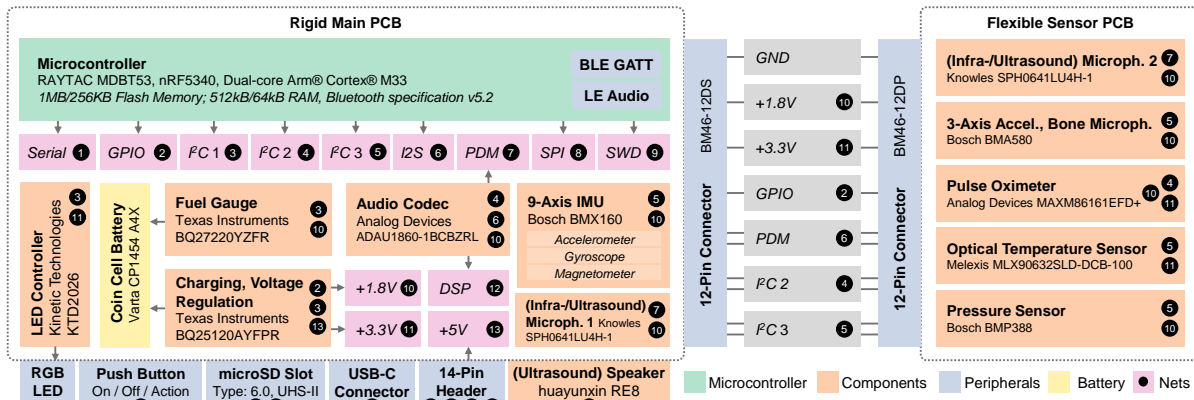 Rigid Main PCB
Microcontroller
RAYTAC MDBT53, nRF5340, Dual-core Arm® Cortex® M33
1MB/256KB Flash Memory; 512kB/64kB RAM, Bluetooth specification v5.2
BLE GATT
LE Audio
Serial 1
GPIO 2
I²C 1 3
I²C 2 4
I²C 3 5
I2S 6
PDM 7
SPI 8
SWD 9
LED Controller
Kinetic Technologies
KTD2026
3
11
Coin Cell Battery
Varta CP1454 A4X
Fuel Gauge
Texas Instruments
BQ27220YZFR
3
10
Charging, Voltage
Regulation
Texas Instruments
BQ25120AYFPR
2
3
13
Audio Codec
Analog Devices
ADAU1860-1BCBZRL
4
6
10
+1.8V 10
DSP 12
+3.3V 11
+5V 13
9-Axis IMU
Bosch BMX160
5
10
Accelerometer
Gyroscope
Magnetometer
(Infra-/Ultrasound)
Microph. 1 Knowles
SPH0641LU4H-1
7
10
RGB
LED
Push Button
On / Off / Action
microSD Slot
Type: 6.0, UHS-II
USB-C
Connector
14-Pin
Header
(Ultrasound) Speaker
huayunxin RE8
12-Pin Connector
BM46-12DS
GND
+1.8V 10
+3.3V 11
GPIO 2
PDM 6
I²C 2 4
I²C 3 5
12-Pin Connector
BM46-12DP
Flexible Sensor PCB
(Infra-/Ultrasound) Microph. 2
Knowles SPH0641LU4H-1
7
10
3-Axis Accel., Bone Microph.
Bosch BMA580
5
10
Pulse Oximeter
Analog Devices MAXM86161EFD+
4
10
11
Optical Temperature Sensor
Melexis MLX90632SLD-DCB-100
5
11
Pressure Sensor
Bosch BMP388
5
10
Microcontroller
Components
Peripherals
Battery
Nets